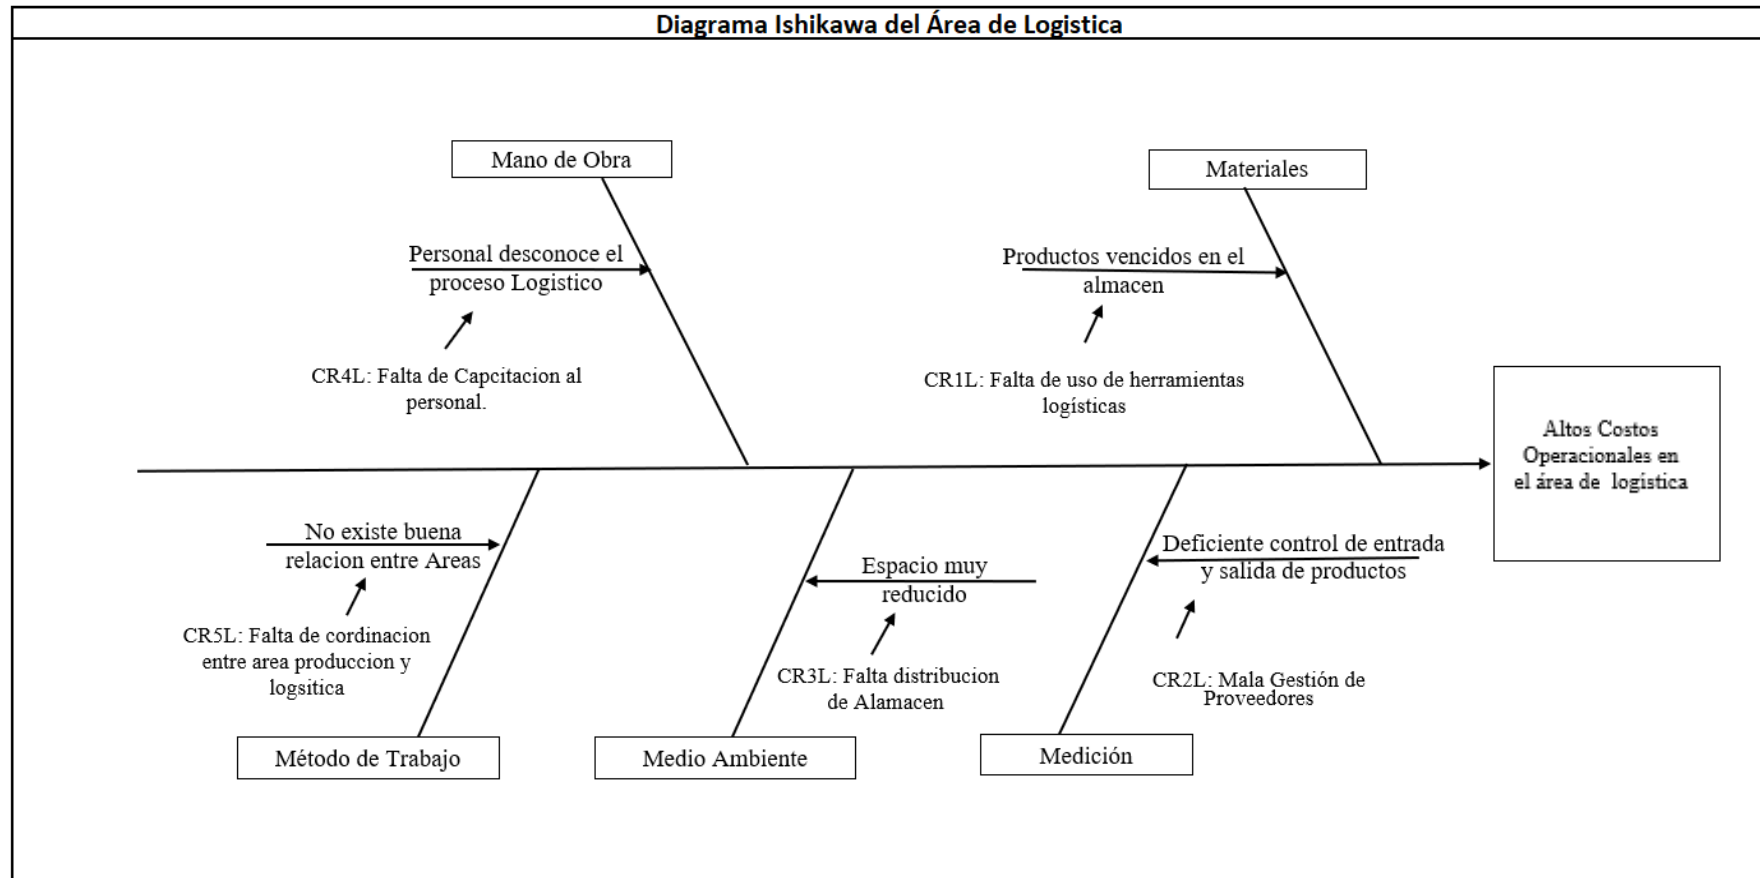 Diagrama Ishikawa del Área de Logistica
Mano de Obra
Materiales
Personal desconoce el
proceso Logistico
Productos vencidos en el
almacen
CR4L: Falta de Capcitacion al
personal.
CR1L: Falta de uso de herramientas
logísticas
Altos Costos
Operacionales en
el área de logística
No existe buena
relacion entre Areas
Espacio muy
reducido
Deficiente control de entrada
y salida de productos
CR5L: Falta de cordinacion
entre area produccion y
logsitica
CR3L: Falta distribucion
de Alamacen
CR2L: Mala Gestión de
Proveedores
Método de Trabajo
Medio Ambiente
Medición